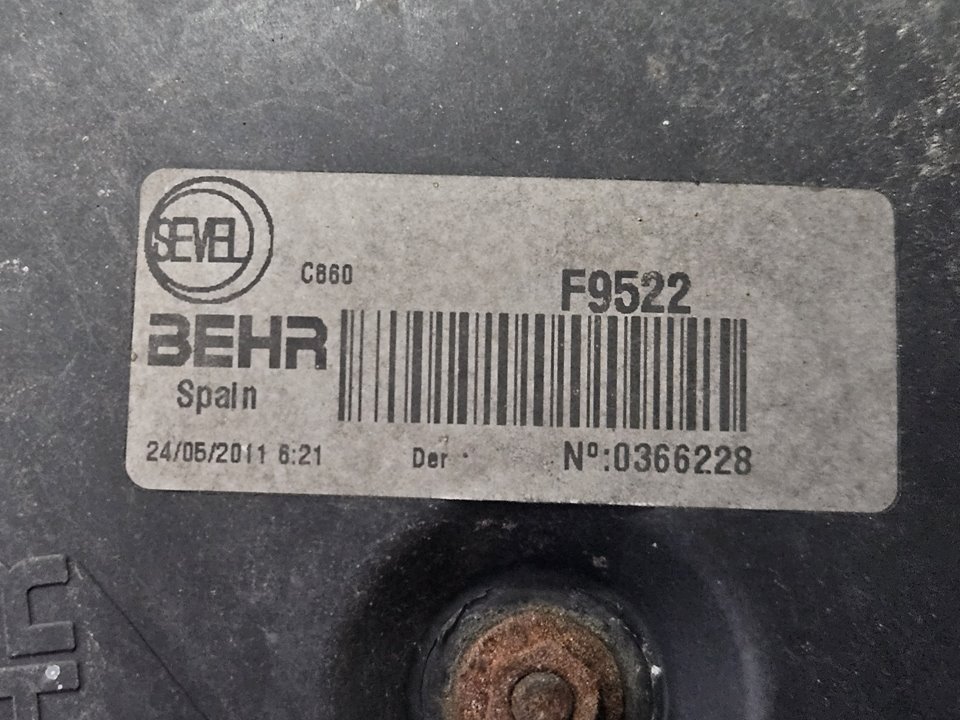 SEVEL
C860
F9522
BEHR
Spain
24/05/2011 6:21
Der
Nº:0366228